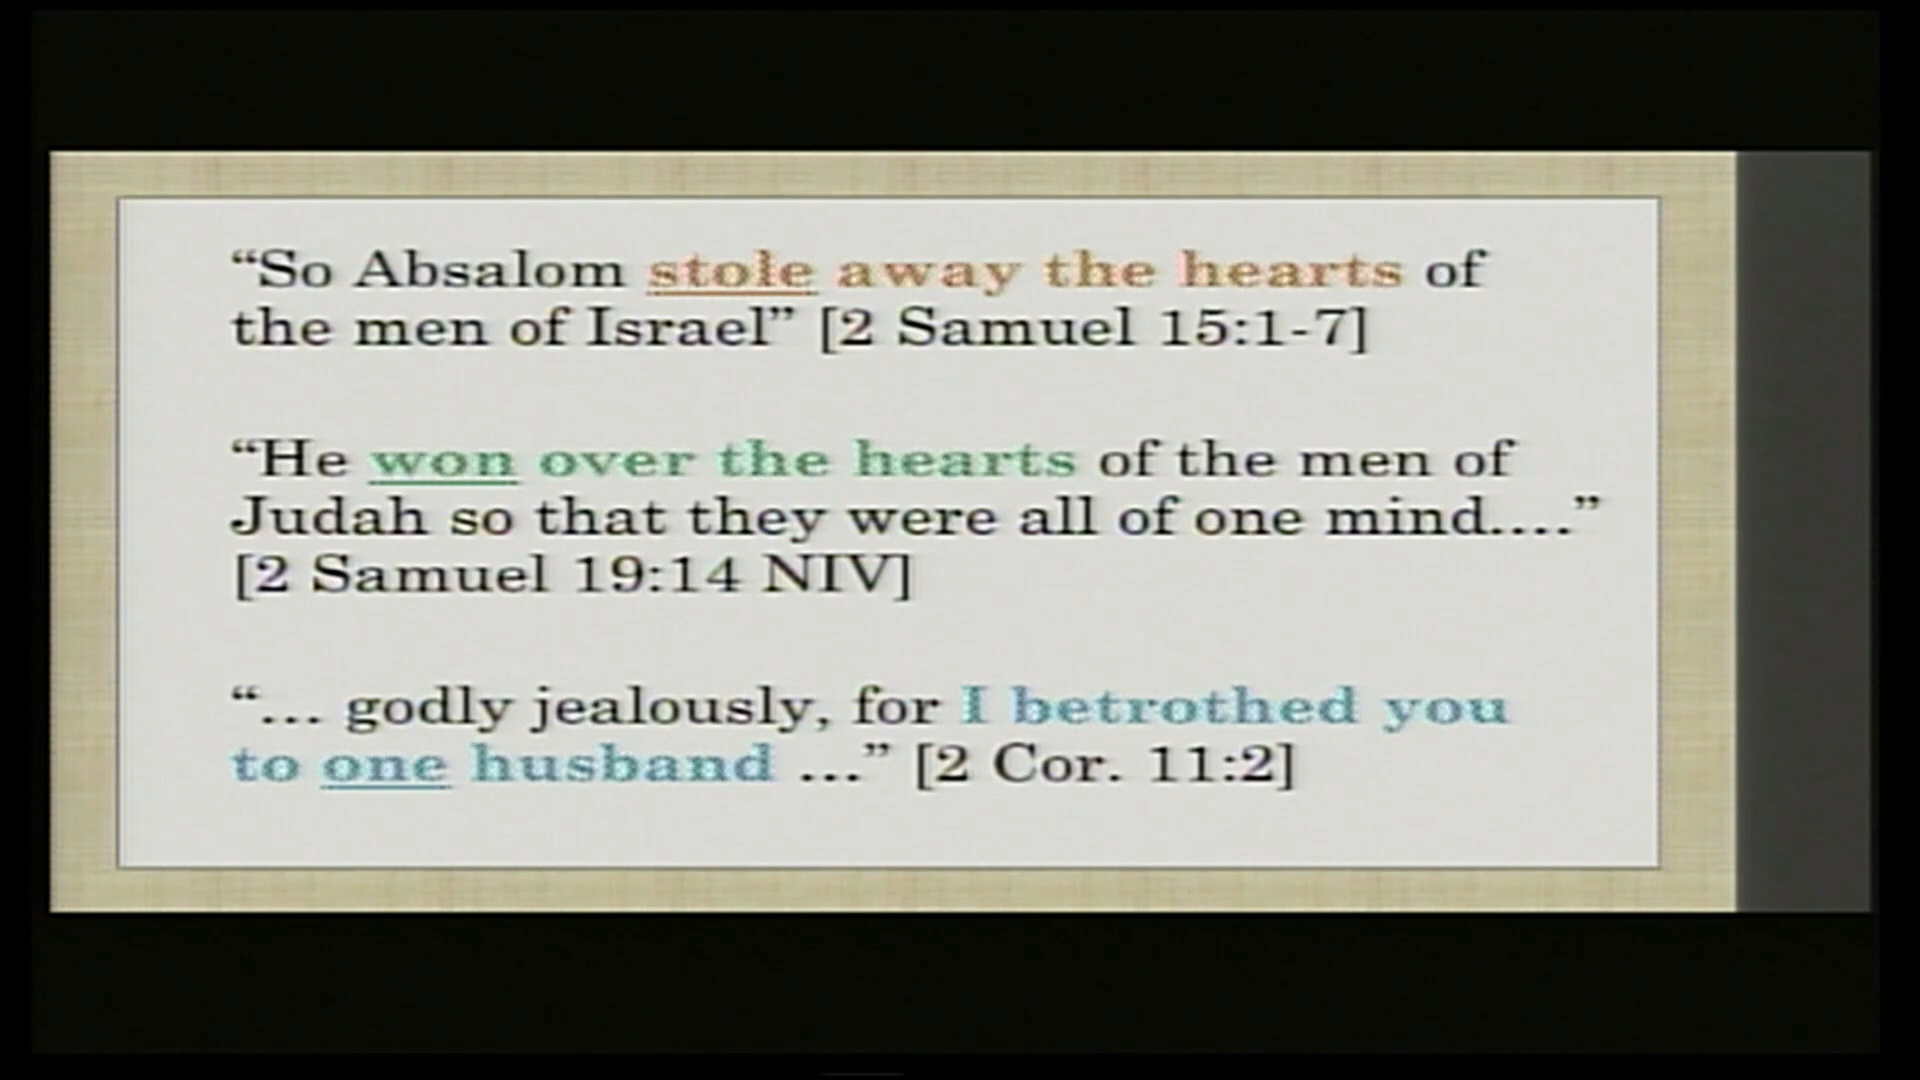 “So Absalom stole away the hearts of
the men of Israel” [2 Samuel 15:1-7]
“He won over the hearts of the men of
Judah so that they were all of one mind....”
[2 Samuel 19:14 NIV]
“... godly jealously, for I betrothed you
to one husband ...” [2 Cor. 11:2]